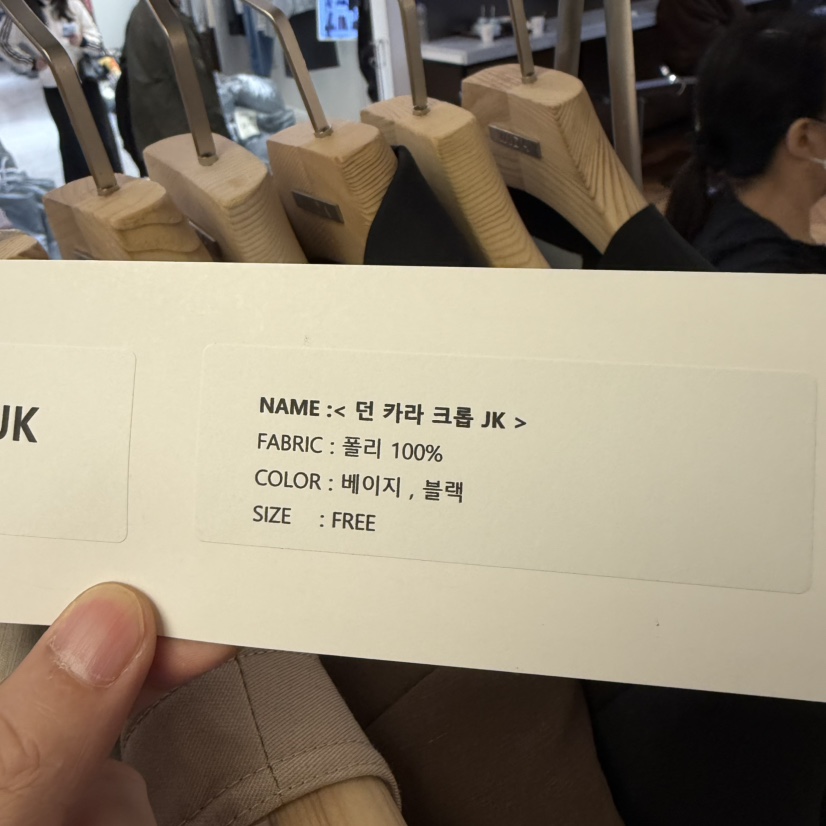 JK
NAME :< 던 카라 크롭 JK >
FABRIC : 폴리 100%
COLOR : 베이지 , 블랙
SIZE : FREE